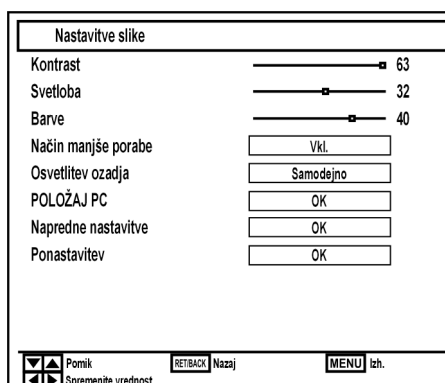 Nastavitve slike
Kontrast 63
Svetloba 32
Barve 40
Način manjše porabe Vkl.
Osvetlitev ozadja Samodejno
POLOŽAJ PC OK
Napredne nastavitve OK
Ponastavitev OK
Pomik RET/BACK Nazaj MENU Izh.
Spremenite vrednost